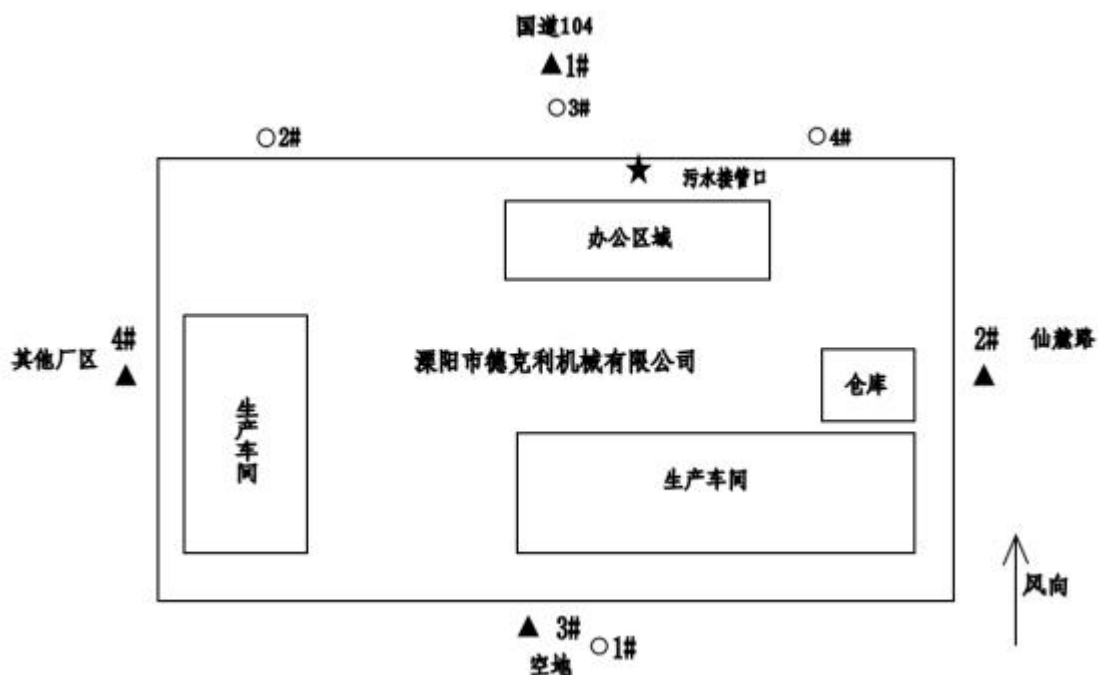 国道104
▲1#
○3#
○2#
○4#
★ 污水接管口
办公区域
4#
其他厂区
▲
溧阳市德克利机械有限公司
2#
仙麓路
▲
仓库
生产车间
生产车间
风向
▲ 3#
○1#
空地